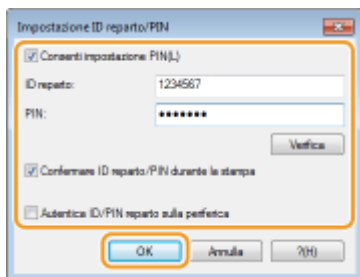 Impostazione ID reparto/PIN
Consenti impostazione PIN(L)
ID reparto: 1234567
PIN: •••••••
Verifica
Confermare ID reparto/PIN durante la stampa
Autentica ID/PIN reparto sulla periferica
OK Annulla ?(H)